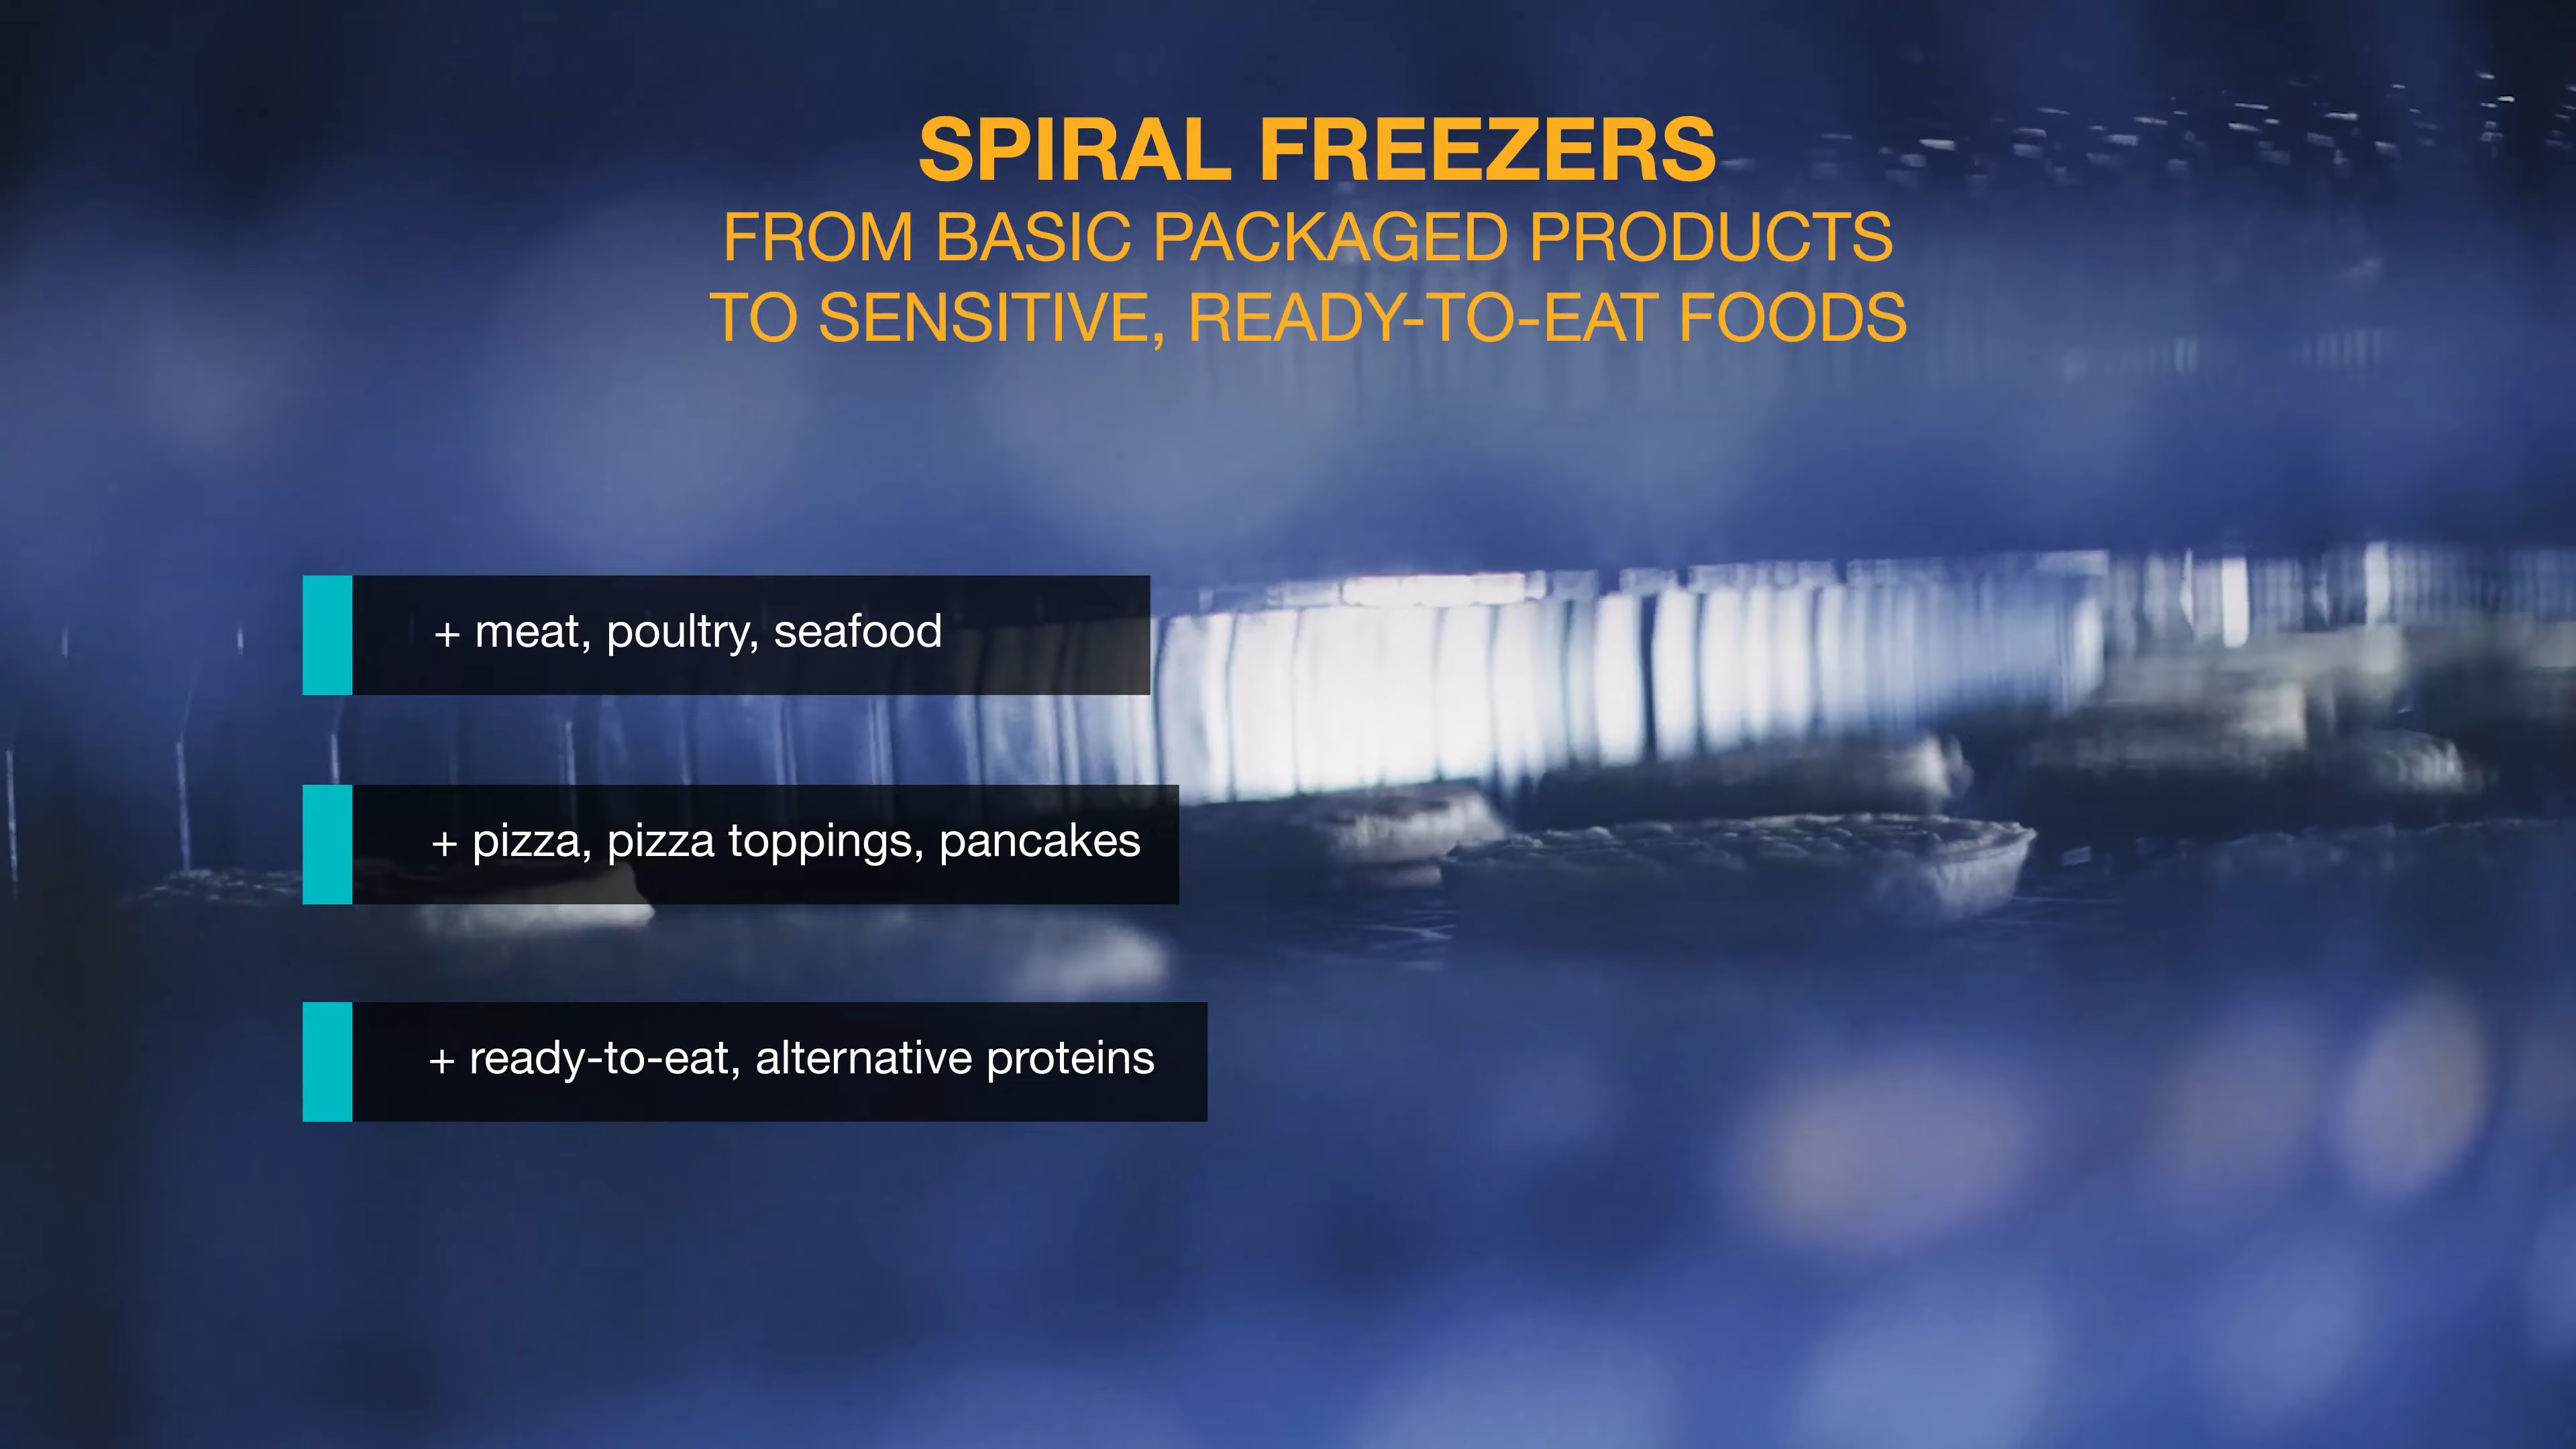 SPIRAL FREEZERS
FROM BASIC PACKAGED PRODUCTS
TO SENSITIVE, READY-TO-EAT FOODS
+ meat, poultry, seafood
+ pizza, pizza toppings, pancakes
+ ready-to-eat, alternative proteins